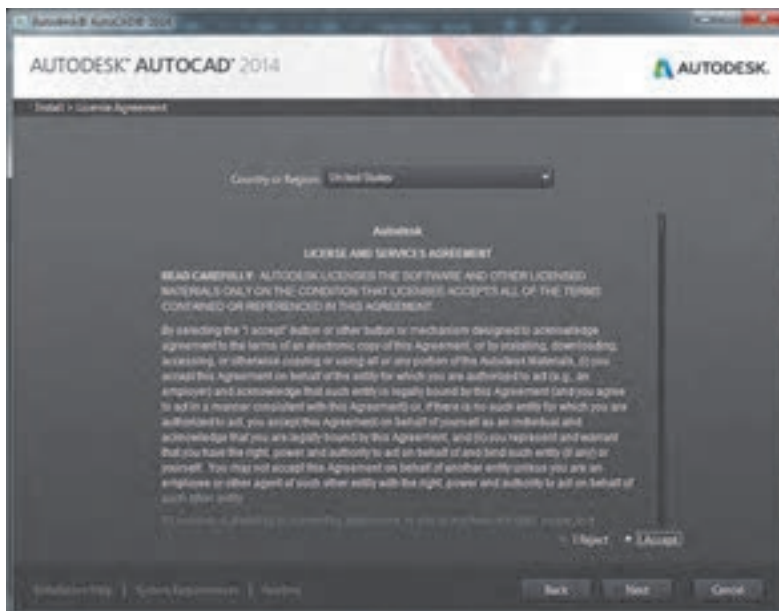 Autodesk® AutoCAD® 2014
AUTODESK® AUTOCAD® 2014
AUTODESK.
Install > License Agreement
Country or Region: United States
Autodesk
LICENSE AND SERVICES AGREEMENT
READ CAREFULLY: AUTODESK LICENSES THE SOFTWARE AND OTHER LICENSED
MATERIALS ONLY ON THE CONDITION THAT LICENSEE ACCEPTS ALL OF THE TERMS
CONTAINED OR REFERENCED IN THIS AGREEMENT.
By selecting the "I accept" button or other button or mechanism designed to acknowledge
agreement to the terms of an electronic copy of this Agreement, or by installing, downloading,
accessing, or otherwise copying or using all or any portion of the Autodesk Materials, (i) you
accept this Agreement on behalf of the entity for which you are authorized to act (e.g., an
employer) and acknowledge that such entity is legally bound by this Agreement (and you agree
to act in a manner consistent with this Agreement) or, if there is no such entity for which you are
authorized to act, you accept this Agreement on behalf of yourself as an individual and
acknowledge that you are legally bound by this Agreement, and (ii) you represent and warrant
that you have the right, power and authority to act on behalf of and bind such entity (if any) or
yourself. You may not accept this Agreement on behalf of another entity unless you are an
employee or other agent of such other entity with the right, power and authority to act on behalf of
such other entity.
I Reject I Accept
Installation Help | System Requirements | Readme
Back Next Cancel